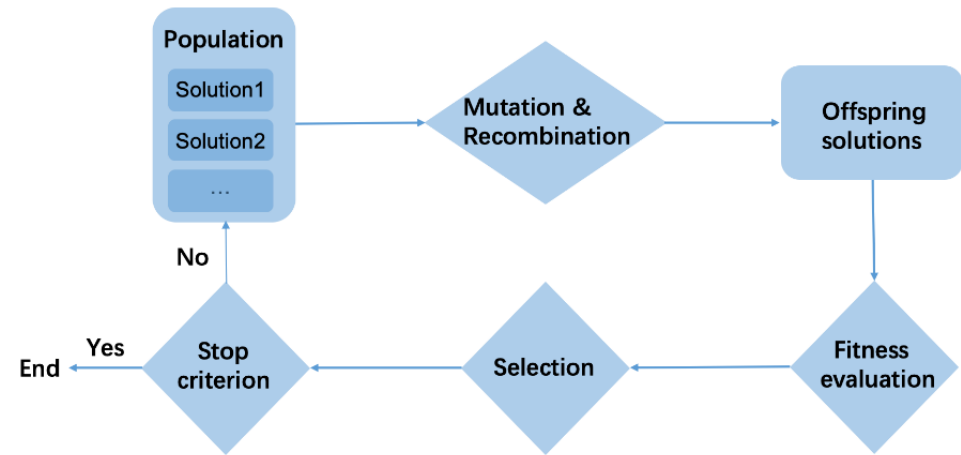 Population
Solution1
Solution2
...
Mutation &
Recombination
Offspring
solutions
No
Yes
End
Stop
criterion
Selection
Fitness
evaluation